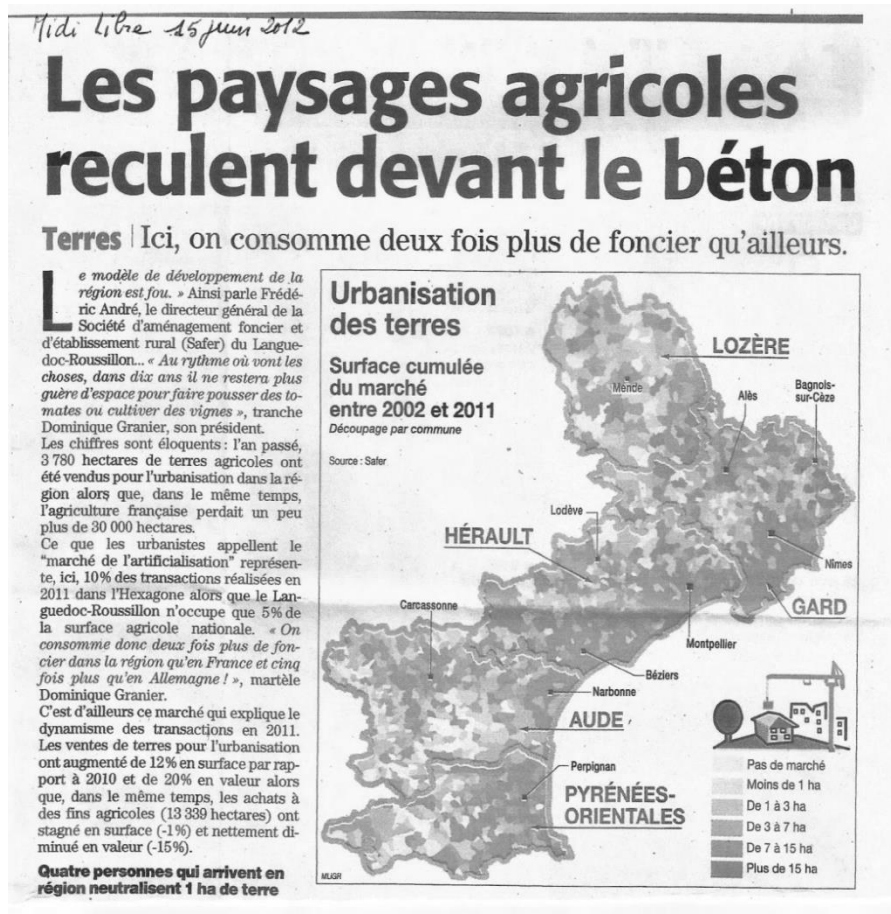 Midi Libre 15 juin 2012
Les paysages agricoles
reculent devant le béton
Terres | Ici, on consomme deux fois plus de foncier qu'ailleurs.
Le modèle de développement de la
région est fou. » Ainsi parle Frédé-
ric André, le directeur général de la
Société d'aménagement foncier et
d'établissement rural (Safer) du Langue-
doc-Roussillon... « Au rythme où vont les
choses, dans dix ans il ne restera plus
guère d'espace pour faire pousser des to-
mates ou cultiver des vignes », tranche
Dominique Granier, son président.
Les chiffres sont éloquents : l'an passé,
3 780 hectares de terres agricoles ont
été vendus pour l'urbanisation dans la ré-
gion alors que, dans le même temps,
l'agriculture française perdait un peu
plus de 30 000 hectares.
Ce que les urbanistes appellent le
“marché de l'artificialisation” représen-
te, ici, 10% des transactions réalisées en
2011 dans l'Hexagone alors que le Lan-
guedoc-Roussillon n'occupe que 5% de
la surface agricole nationale. « On
consomme donc deux fois plus de fon-
cier dans la région qu'en France et cinq
fois plus qu'en Allemagne ! », martèle
Dominique Granier.
C'est d'ailleurs ce marché qui explique le
dynamisme des transactions en 2011.
Les ventes de terres pour l'urbanisation
ont augmenté de 12% en surface par rap-
port à 2010 et de 20% en valeur alors
que, dans le même temps, les achats à
des fins agricoles (13 339 hectares) ont
stagné en surface (-1%) et nettement di-
minué en valeur (-15%).
Quatre personnes qui arrivent en
région neutralisent 1 ha de terre
Urbanisation
des terres
Surface cumulée
du marché
entre 2002 et 2011
Découpage par commune
Source : Safer
LOZÈRE
Mende
Alès
Bagnols-
sur-Cèze
Lodève
HÉRAULT
Nîmes
GARD
Carcassonne
Montpellier
Béziers
Narbonne
AUDE
Perpignan
PYRÉNÉES-
ORIENTALES
Pas de marché
Moins de 1 ha
De 1 à 3 ha
De 3 à 7 ha
De 7 à 15 ha
Plus de 15 ha
MUGR